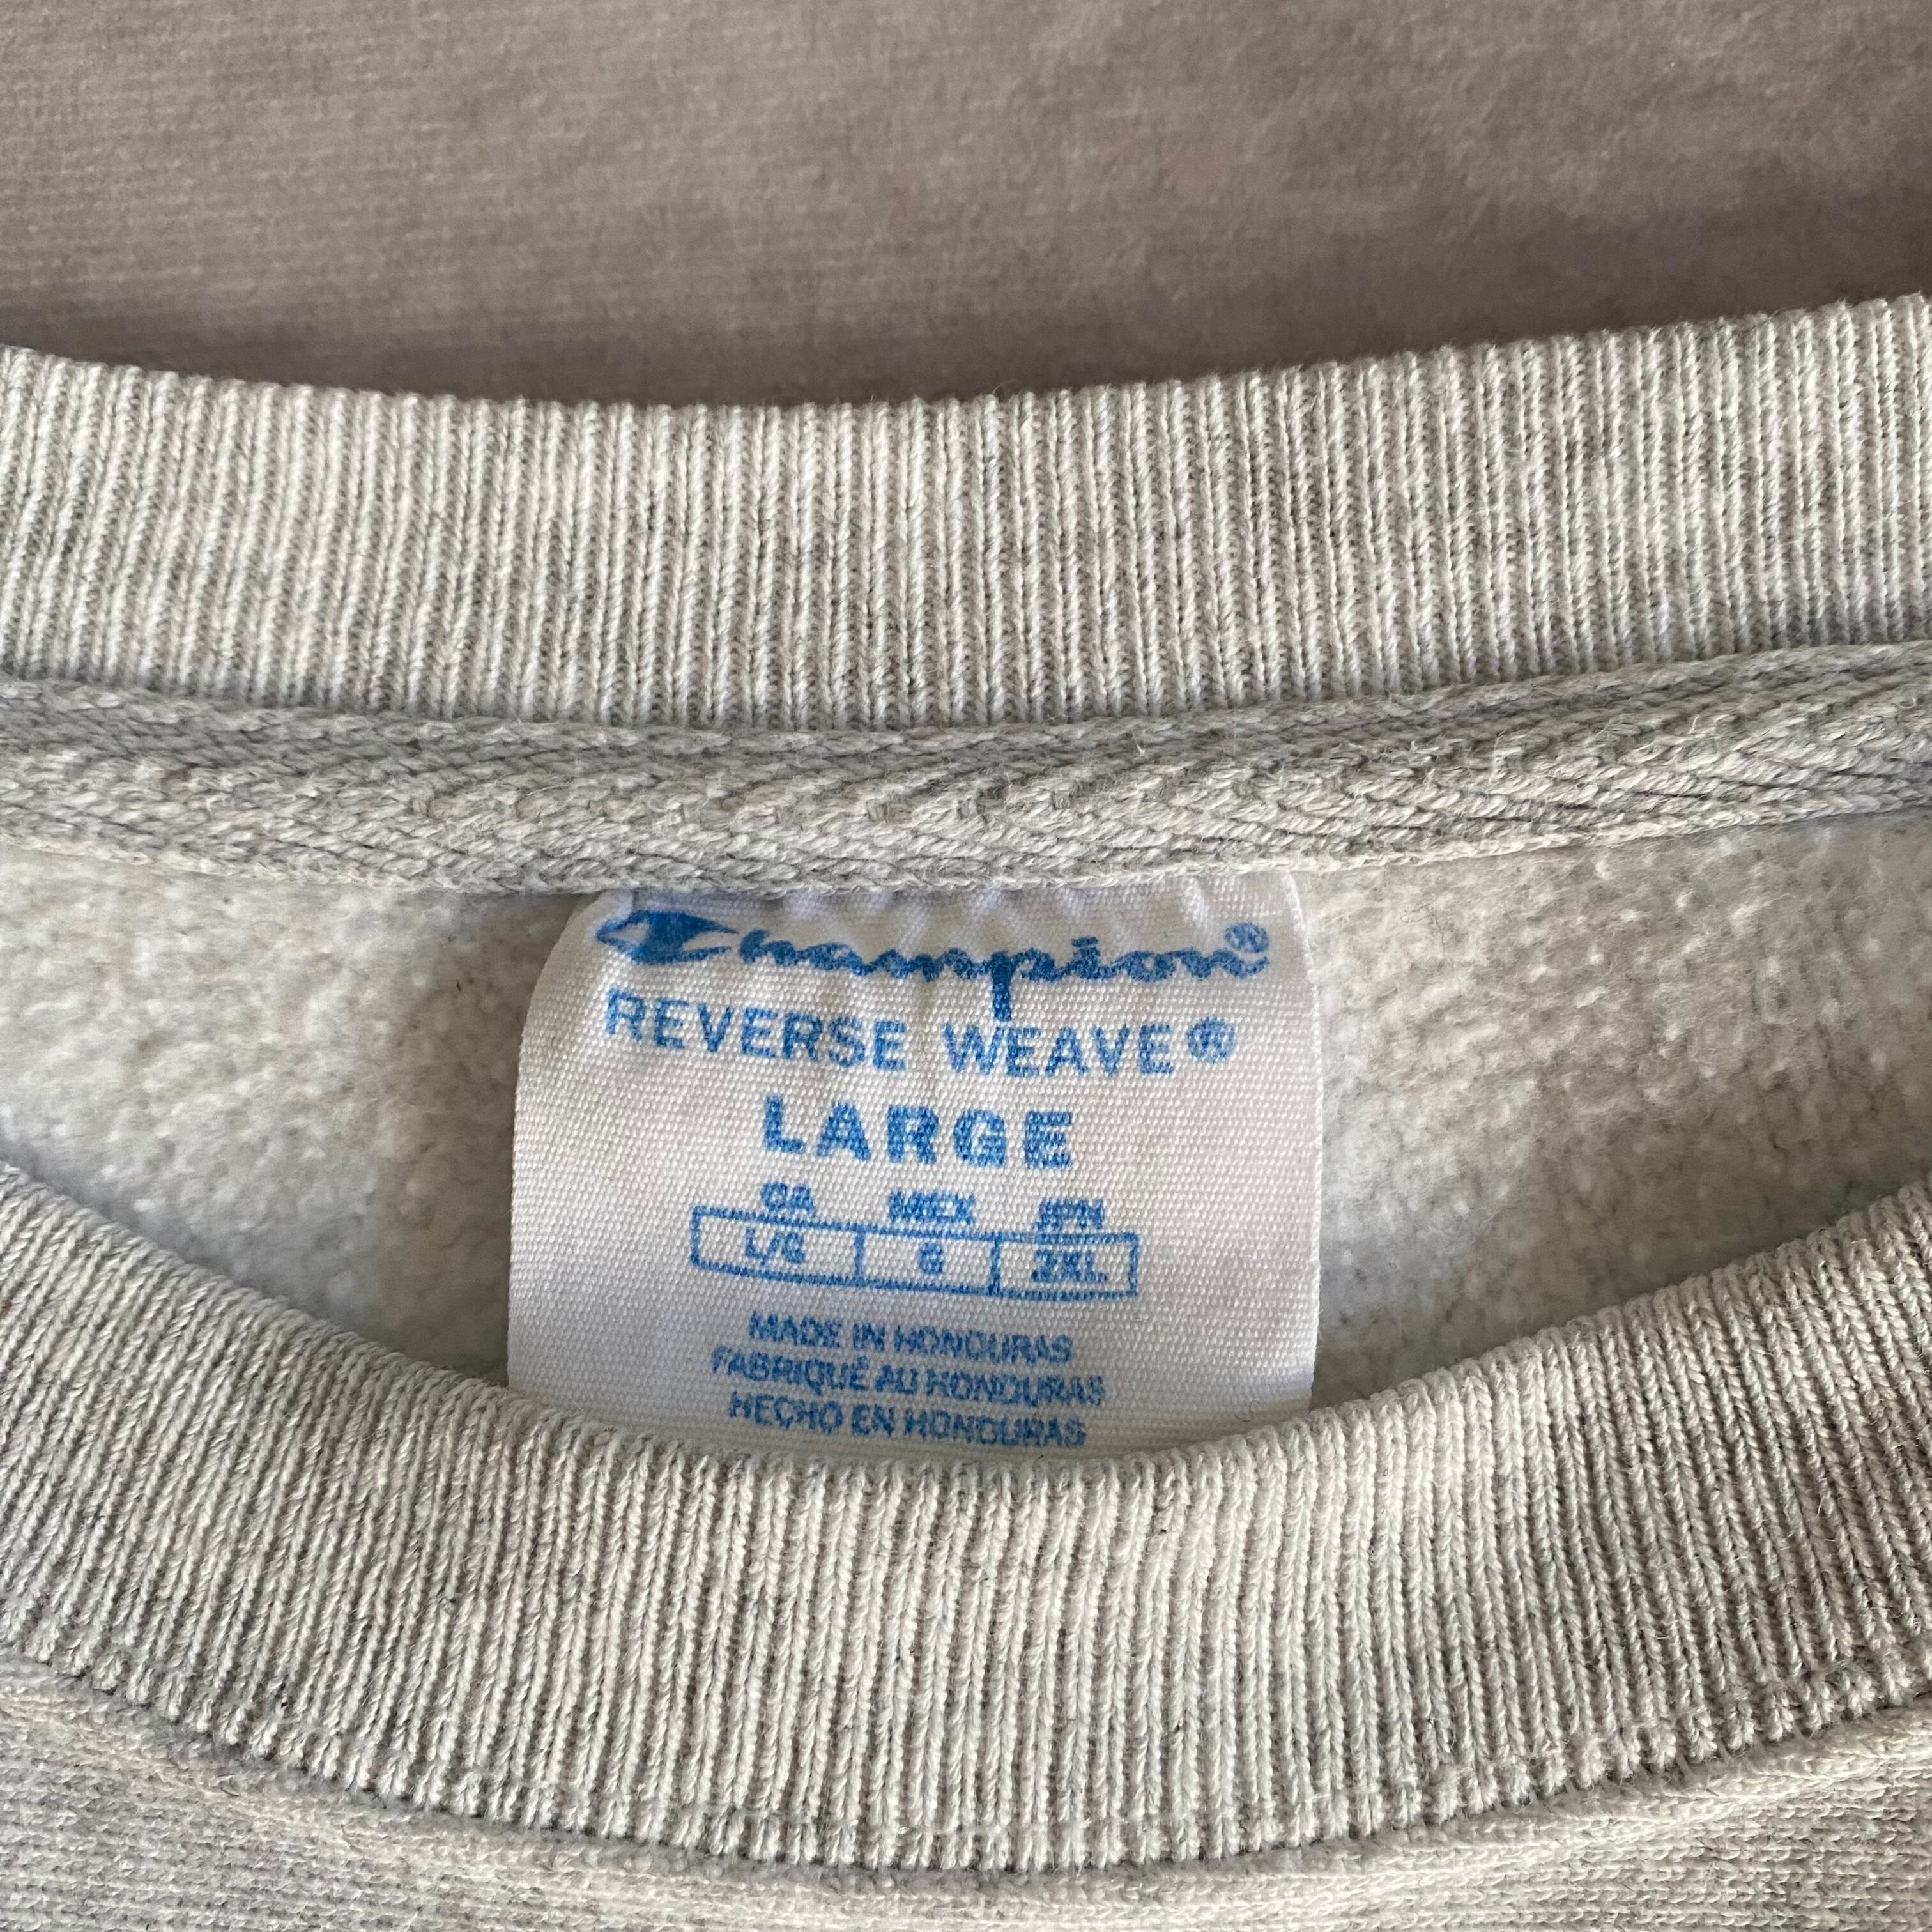 Champion®
REVERSE WEAVE®
LARGE
CA MEX JPN
L/G G 2XL
MADE IN HONDURAS
FABRIQUÉ AU HONDURAS
HECHO EN HONDURAS